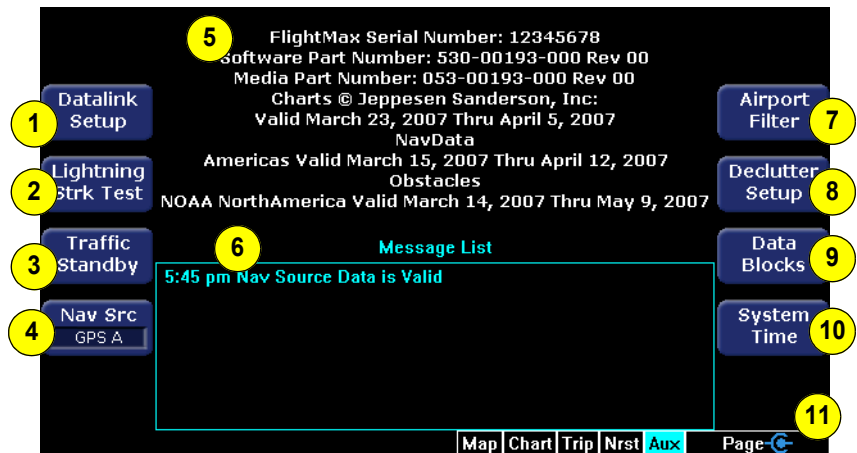 5
FlightMax Serial Number: 12345678
Software Part Number: 530-00193-000 Rev 00
Media Part Number: 053-00193-000 Rev 00
Charts © Jeppesen Sanderson, Inc:
Valid March 23, 2007 Thru April 5, 2007
NavData
Americas Valid March 15, 2007 Thru April 12, 2007
Obstacles
NOAA NorthAmerica Valid March 14, 2007 Thru May 9, 2007
Datalink
Setup
1
Lightning
Strk Test
2
Traffic
Standby
3
Nav Src
GPS A
4
Airport
Filter
7
Declutter
Setup
8
Data
Blocks
9
System
Time
10
6
Message List
5:45 pm Nav Source Data is Valid
11
Map Chart Trip Nrst Aux Page